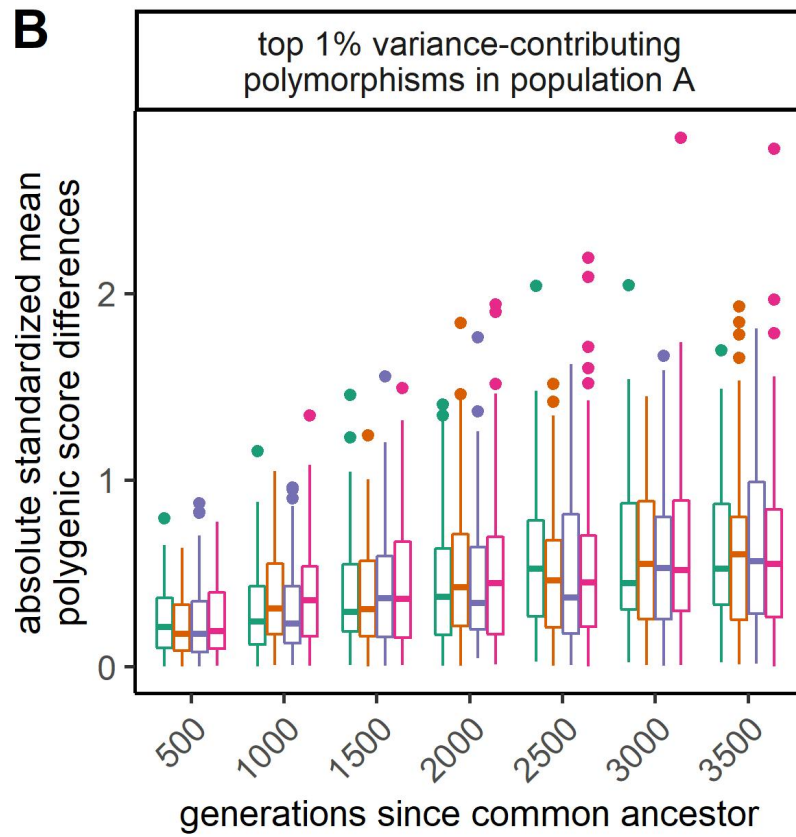 B
top 1% variance-contributing
polymorphisms in population A
absolute standardized mean
polygenic score differences
2
1
0
500
1000
1500
2000
2500
3000
3500
generations since common ancestor